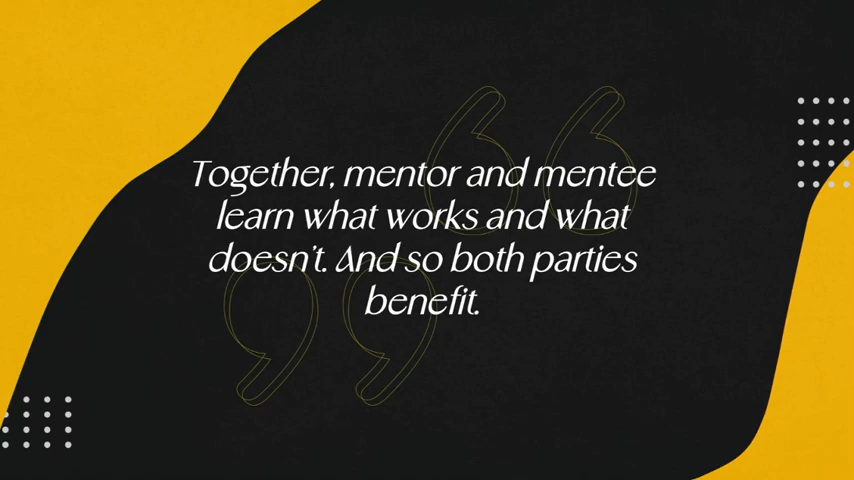 Together, mentor and mentee
learn what works and what
doesn't. And so both parties
benefit.